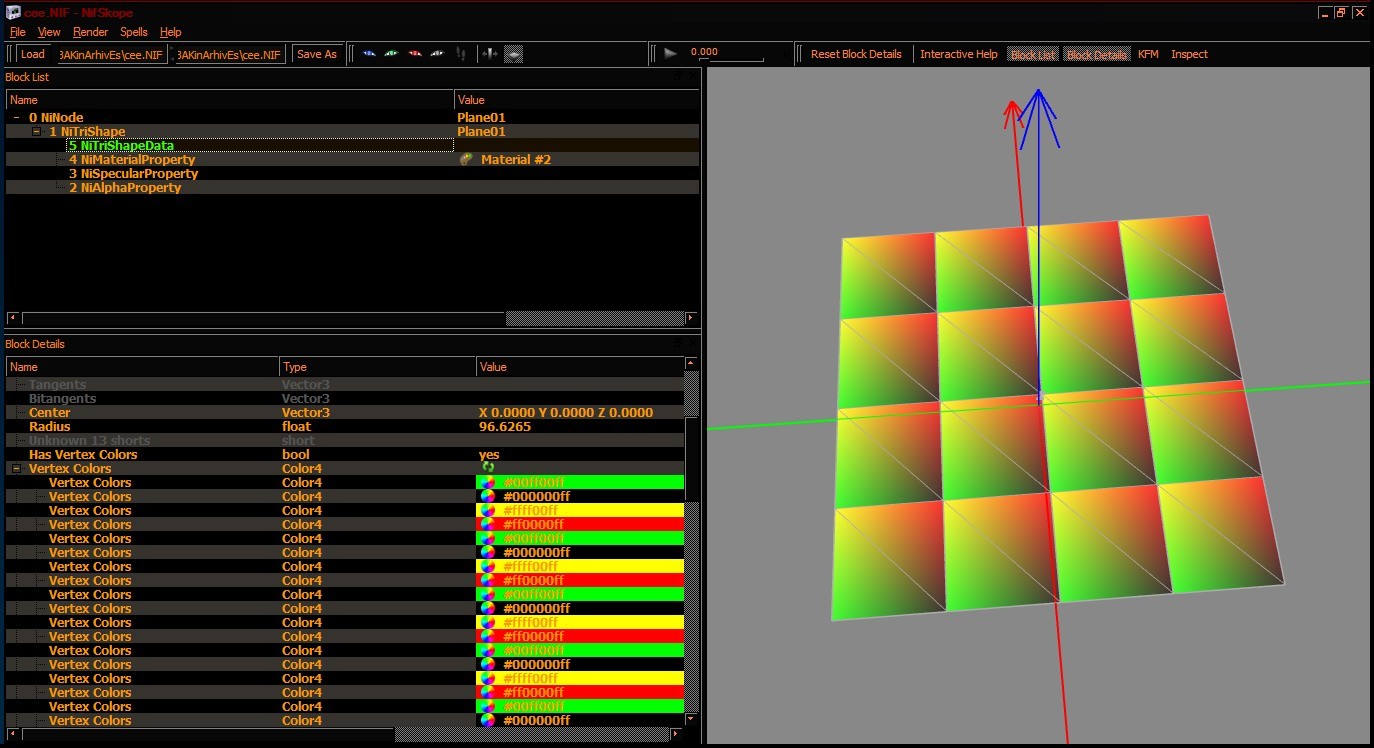 cee.NIF - NifSkope
File View Render Spells Help
Load 3AKinArhivEs\cee.NIF 3AKinArhivEs\cee.NIF Save As 0.000 Reset Block Details Interactive Help Block List Block Details KFM Inspect
Block List
Name Value
0 NiNode Plane01
1 NiTriShape Plane01
5 NiTriShapeData
4 NiMaterialProperty Material #2
3 NiSpecularProperty
2 NiAlphaProperty
Block Details
Name Type Value
Tangents Vector3
Bitangents Vector3
Center Vector3 X 0.0000 Y 0.0000 Z 0.0000
Radius float 96.6265
Unknown 13 shorts short
Has Vertex Colors bool yes
Vertex Colors Color4
Vertex Colors Color4 #00ff00ff
Vertex Colors Color4 #000000ff
Vertex Colors Color4 #ffff00ff
Vertex Colors Color4 #ff0000ff
Vertex Colors Color4 #00ff00ff
Vertex Colors Color4 #000000ff
Vertex Colors Color4 #ffff00ff
Vertex Colors Color4 #ff0000ff
Vertex Colors Color4 #00ff00ff
Vertex Colors Color4 #000000ff
Vertex Colors Color4 #ffff00ff
Vertex Colors Color4 #ff0000ff
Vertex Colors Color4 #00ff00ff
Vertex Colors Color4 #000000ff
Vertex Colors Color4 #ffff00ff
Vertex Colors Color4 #ff0000ff
Vertex Colors Color4 #00ff00ff
Vertex Colors Color4 #000000ff